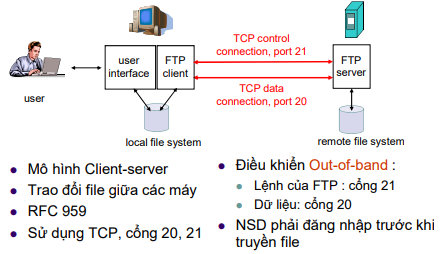 TCP control
connection, port 21
user
interface
FTP
client
FTP
server
TCP data
connection, port 20
user
local file system
remote file system
Mô hình Client-server
Trao đổi file giữa các máy
RFC 959
Sử dụng TCP, cổng 20, 21
Điều khiển Out-of-band :
Lệnh của FTP : cổng 21
Dữ liệu: cổng 20
NSD phải đăng nhập trước khi
truyền file